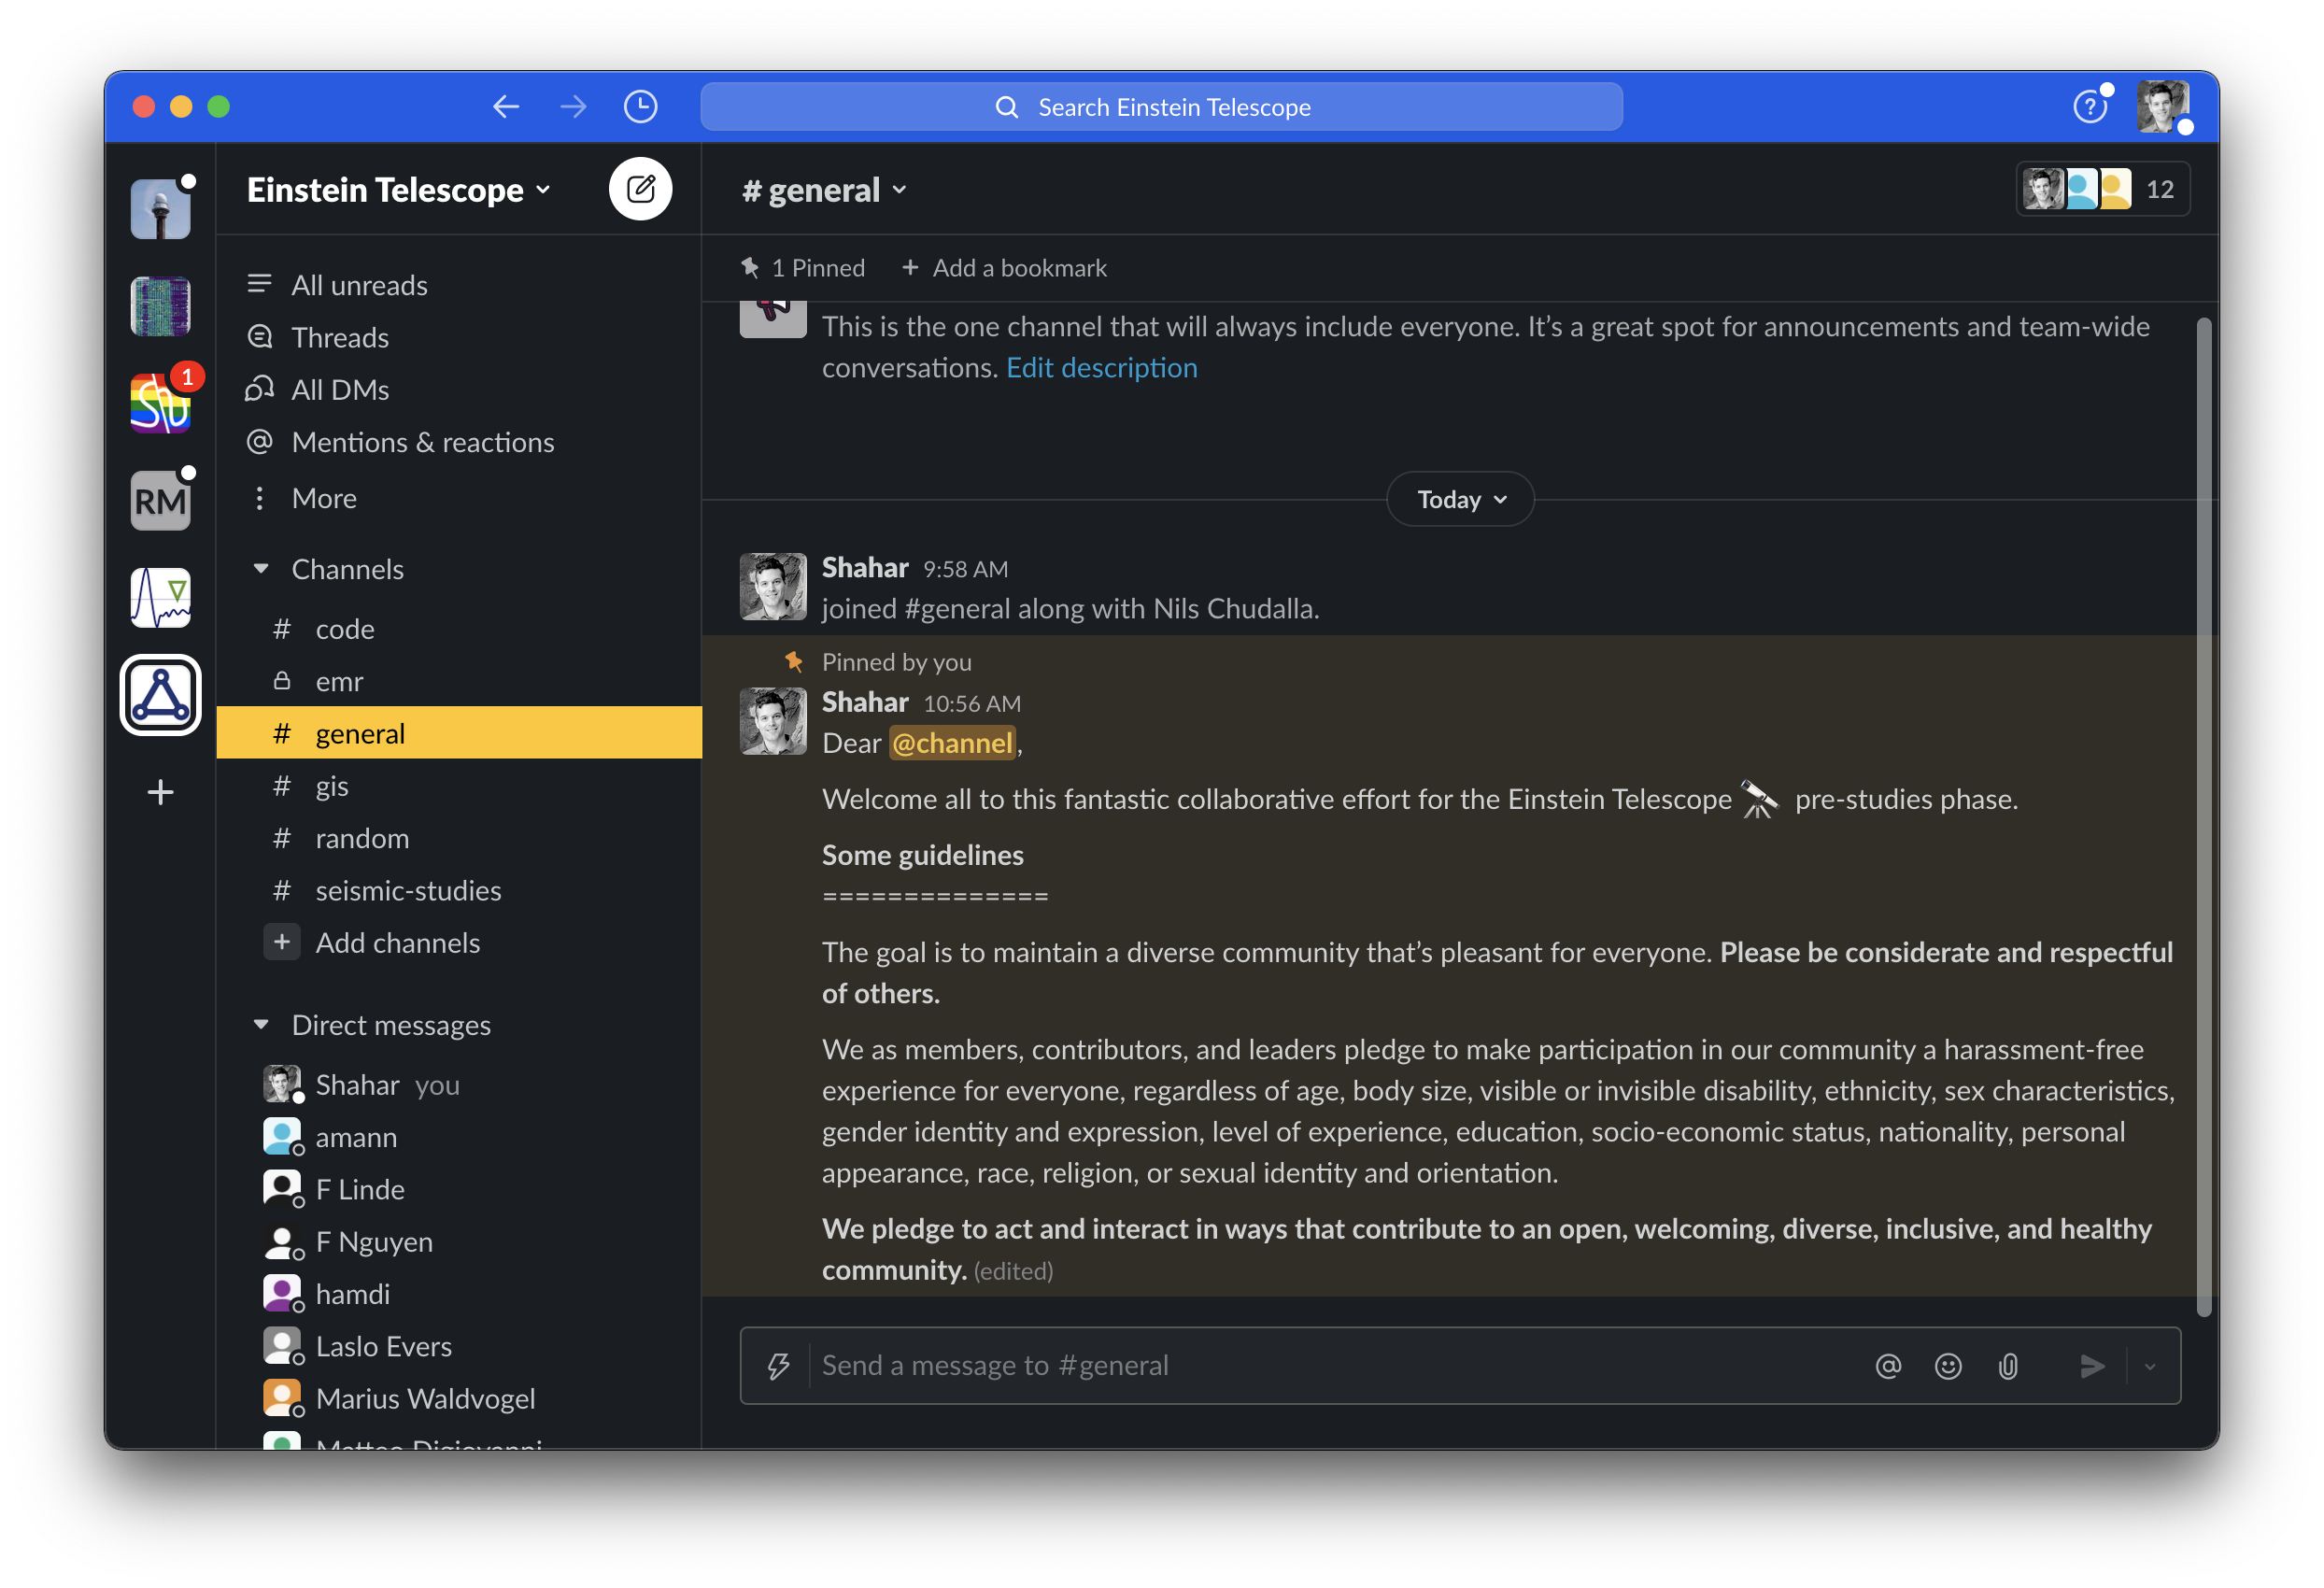 Search Einstein Telescope
?
Einstein Telescope
# general
12
1 Pinned + Add a bookmark
1
RM
All unreads
Threads
All DMs
@ Mentions & reactions
More
Channels
# code
emr
# general
# gis
# random
# seismic-studies
+ Add channels
Direct messages
Shahar you
amann
F Linde
F Nguyen
hamdi
Laslo Evers
Marius Waldvogel
Matteo Digiovanni
This is the one channel that will always include everyone. It’s a great spot for announcements and team-wide
conversations. Edit description
Today
Shahar 9:58 AM
joined #general along with Nils Chudalla.
Pinned by you
Shahar 10:56 AM
Dear @channel,
Welcome all to this fantastic collaborative effort for the Einstein Telescope pre-studies phase.
Some guidelines
==============
The goal is to maintain a diverse community that’s pleasant for everyone. Please be considerate and respectful
of others.
We as members, contributors, and leaders pledge to make participation in our community a harassment-free
experience for everyone, regardless of age, body size, visible or invisible disability, ethnicity, sex characteristics,
gender identity and expression, level of experience, education, socio-economic status, nationality, personal
appearance, race, religion, or sexual identity and orientation.
We pledge to act and interact in ways that contribute to an open, welcoming, diverse, inclusive, and healthy
community. (edited)
Send a message to #general